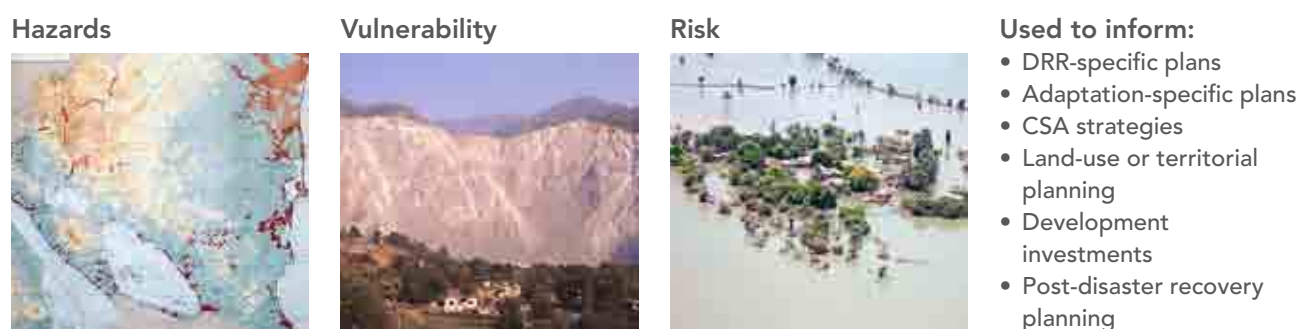 Hazards
Vulnerability
Risk
Used to inform:
• DRR-specific plans
• Adaptation-specific plans
• CSA strategies
• Land-use or territorial
planning
• Development
investments
• Post-disaster recovery
planning